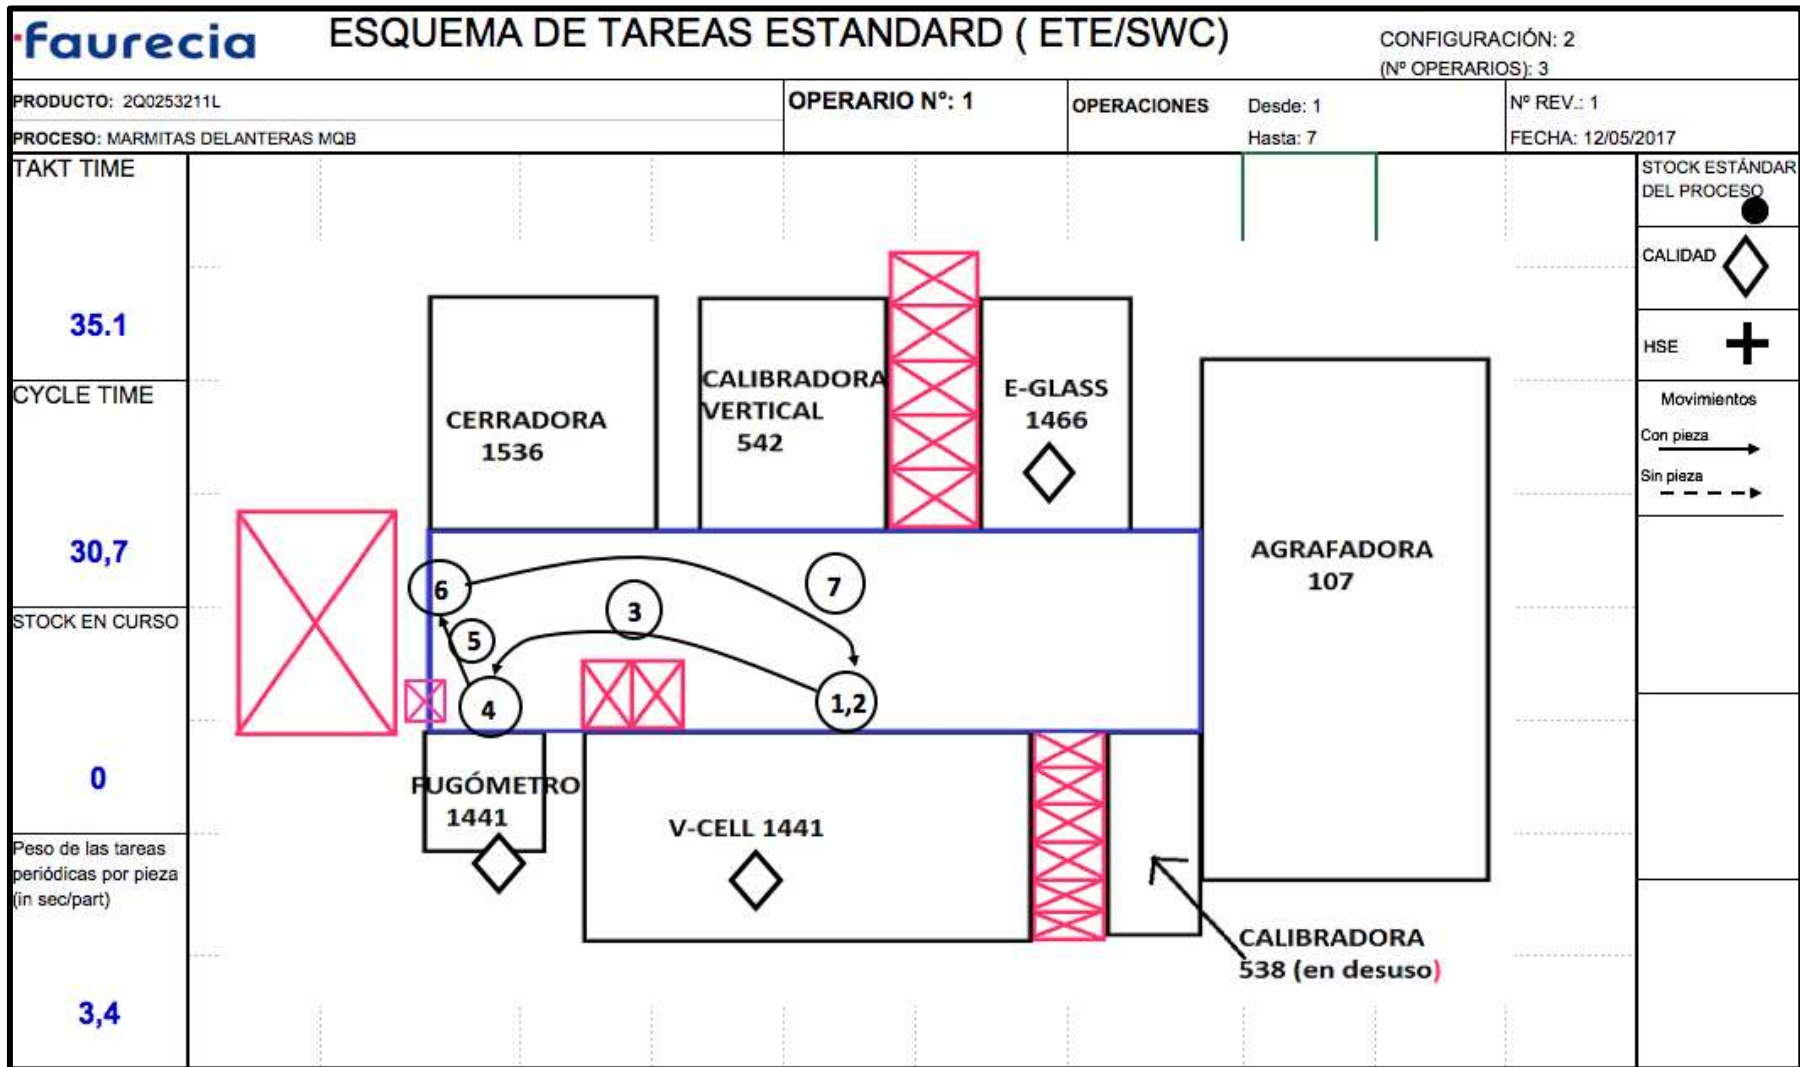 faurecia
ESQUEMA DE TAREAS ESTANDARD ( ETE/SWC)
CONFIGURACIÓN: 2
(Nº OPERARIOS): 3
PRODUCTO: 2Q0253211L
OPERARIO Nº: 1
OPERACIONES
Desde: 1
Nº REV.: 1
PROCESO: MARMITAS DELANTERAS MQB
Hasta: 7
FECHA: 12/05/2017
TAKT TIME
35.1
CYCLE TIME
30,7
STOCK EN CURSO
0
Peso de las tareas
periódicas por pieza
(in sec/part)
3,4
CERRADORA
1536
CALIBRADORA
VERTICAL
542
E-GLASS
1466
AGRAFADORA
107
6
7
3
5
4
1,2
FUGÓMETRO
1441
V-CELL 1441
CALIBRADORA
538 (en desuso)
STOCK ESTÁNDAR
DEL PROCESO
CALIDAD
HSE
Movimientos
Con pieza
Sin pieza